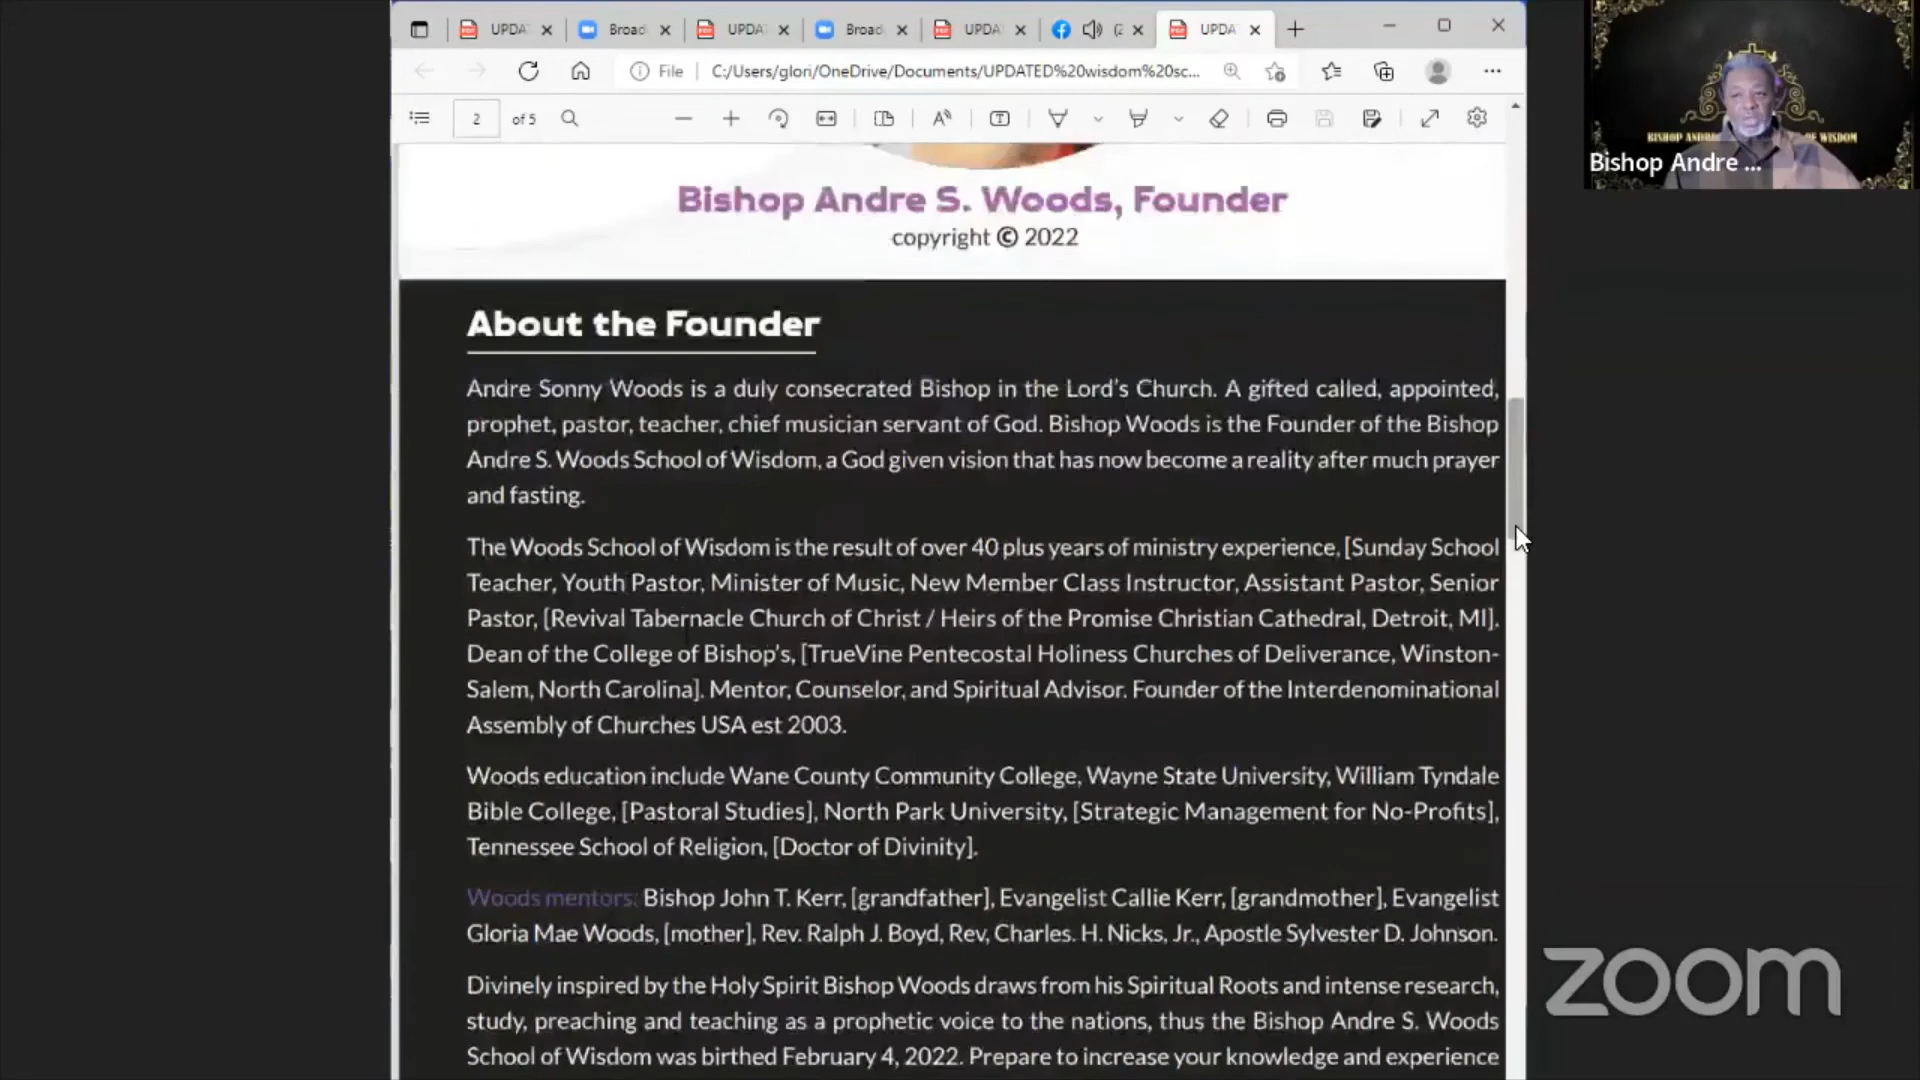 UPDA
Broad
UPDA
Broad
UPDA
(2
UPDA
File
C:/Users/glori/OneDrive/Documents/UPDATED%20wisdom%20sc...
2 of 5
Bishop Andre S. Woods, Founder
copyright © 2022
About the Founder
Andre Sonny Woods is a duly consecrated Bishop in the Lord's Church. A gifted called, appointed,
prophet, pastor, teacher, chief musician servant of God. Bishop Woods is the Founder of the Bishop
Andre S. Woods School of Wisdom, a God given vision that has now become a reality after much prayer
and fasting.
The Woods School of Wisdom is the result of over 40 plus years of ministry experience, [Sunday School
Teacher, Youth Pastor, Minister of Music, New Member Class Instructor, Assistant Pastor, Senior
Pastor, [Revival Tabernacle Church of Christ / Heirs of the Promise Christian Cathedral, Detroit, MI].
Dean of the College of Bishop's, [TrueVine Pentecostal Holiness Churches of Deliverance, Winston-
Salem, North Carolina]. Mentor, Counselor, and Spiritual Advisor. Founder of the Interdenominational
Assembly of Churches USA est 2003.
Woods education include Wane County Community College, Wayne State University, William Tyndale
Bible College, [Pastoral Studies], North Park University, [Strategic Management for No-Profits],
Tennessee School of Religion, [Doctor of Divinity].
Woods mentors: Bishop John T. Kerr, [grandfather], Evangelist Callie Kerr, [grandmother], Evangelist
Gloria Mae Woods, [mother], Rev. Ralph J. Boyd, Rev, Charles. H. Nicks, Jr., Apostle Sylvester D. Johnson.
Divinely inspired by the Holy Spirit Bishop Woods draws from his Spiritual Roots and intense research,
study, preaching and teaching as a prophetic voice to the nations, thus the Bishop Andre S. Woods
School of Wisdom was birthed February 4, 2022. Prepare to increase your knowledge and experience
BISHOP ANDRE OF WISDOM
Bishop Andre ...
zoom